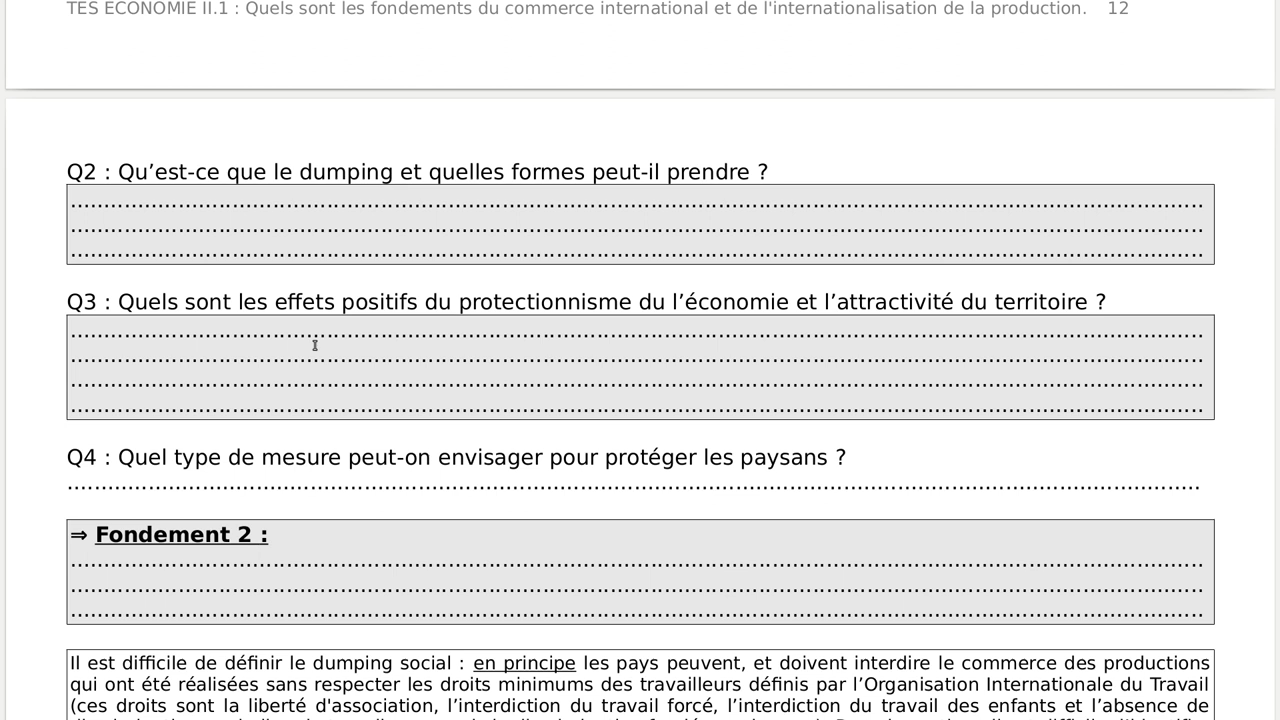 TES ECONOMIE II.1 : Quels sont les fondements du commerce international et de l'internationalisation de la production. 12
Q2 : Qu’est-ce que le dumping et quelles formes peut-il prendre ?
Q3 : Quels sont les effets positifs du protectionnisme du l’économie et l’attractivité du territoire ?
Q4 : Quel type de mesure peut-on envisager pour protéger les paysans ?
⇒ Fondement 2 :
Il est difficile de définir le dumping social : en principe les pays peuvent, et doivent interdire le commerce des productions
qui ont été réalisées sans respecter les droits minimums des travailleurs définis par l’Organisation Internationale du Travail
(ces droits sont la liberté d'association, l’interdiction du travail forcé, l’interdiction du travail des enfants et l’absence de